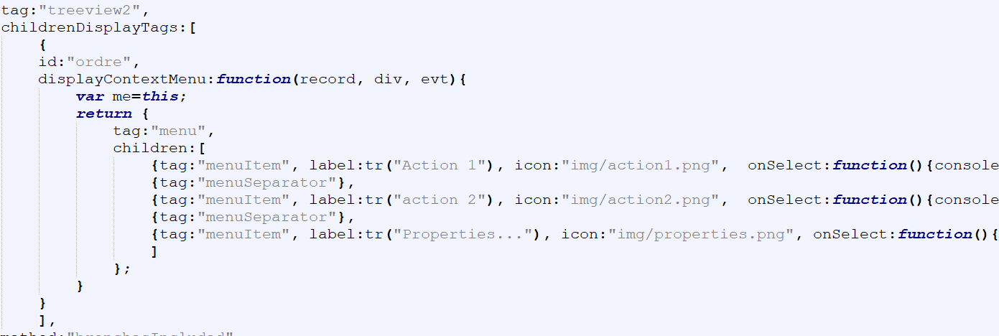 tag:"treeview2",
childrenDisplayTags:[
{
id:"ordre",
displayContextMenu:function(record, div, evt){
var me=this;
return {
tag:"menu",
children:[
{tag:"menuItem", label:tr("Action 1"), icon:"img/action1.png",  onSelect:function(){console
{tag:"menuSeparator"},
{tag:"menuItem", label:tr("action 2"), icon:"img/action2.png",  onSelect:function(){console
{tag:"menuSeparator"},
{tag:"menuItem", label:tr("Properties..."), icon:"img/properties.png", onSelect:function(){
]
};
}
}
],
method:"branchesIncluded"